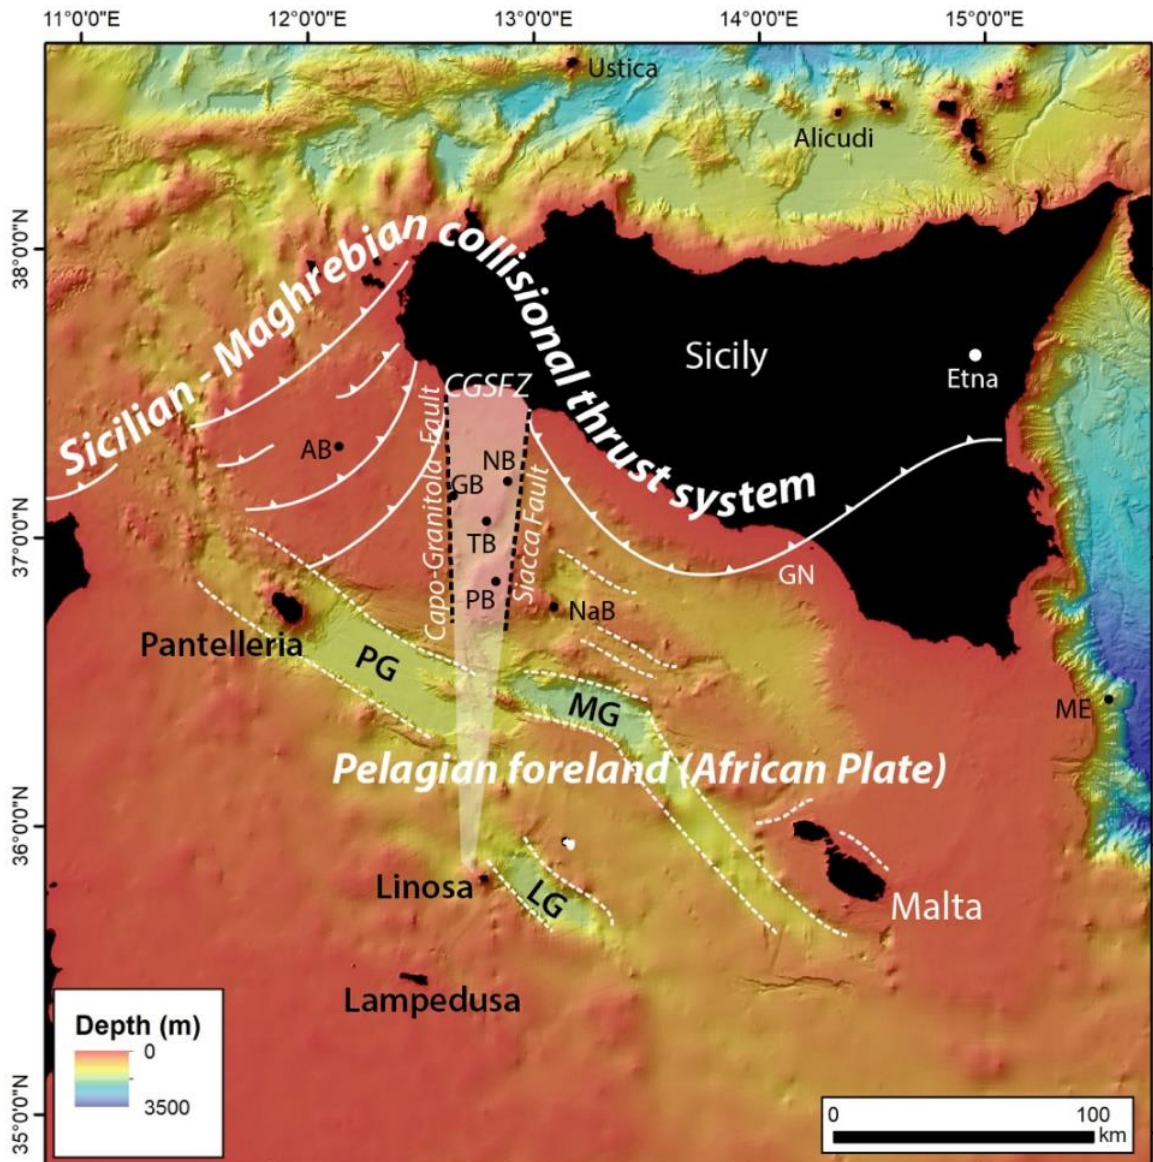 11°0'0"E
12°0'0"E
13°0'0"E
14°0'0"E
15°0'0"E
Ustica
Alicudi
38°0'0"N
Sicilian - Maghrebian collisional thrust system
Sicily
Etna
CGSFZ
Capo-Granitola-Fault
Siacca Fault
AB
NB
GB
TB
PB
37°0'0"N
GN
NaB
Pantelleria
PG
MG
ME
Pelagian foreland (African Plate)
36°0'0"N
Linosa
LG
Malta
Lampedusa
35°0'0"N
Depth (m)
0
3500
0
100
km